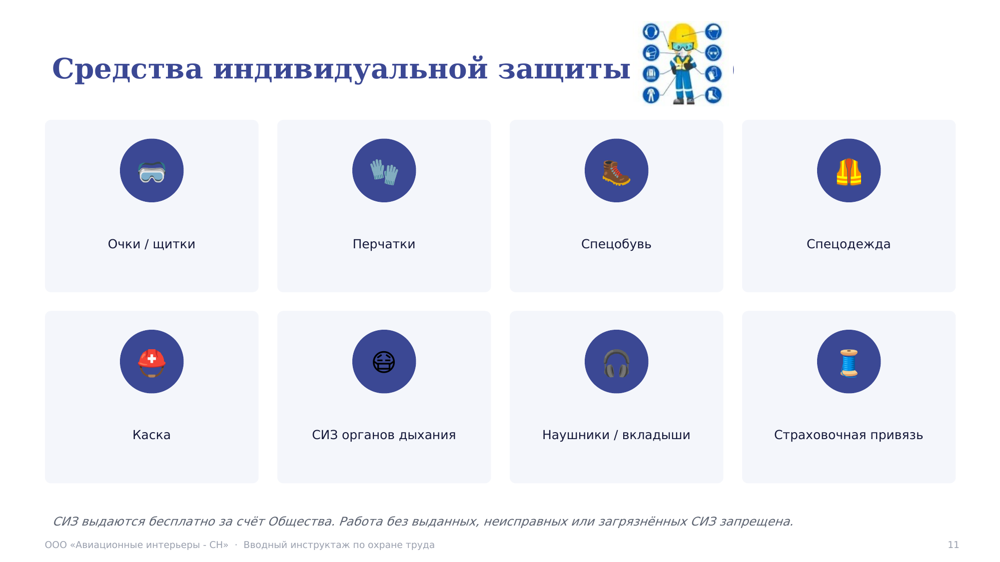 Средства индивидуальной защиты
Очки / щитки
Перчатки
Спецобувь
Спецодежда
Каска
СИЗ органов дыхания
Наушники / вкладыши
Страховочная привязь
СИЗ выдаются бесплатно за счёт Общества. Работа без выданных, неисправных или загрязнённых СИЗ запрещена.
ООО «Авиационные интерьеры - СН» · Вводный инструктаж по охране труда
11